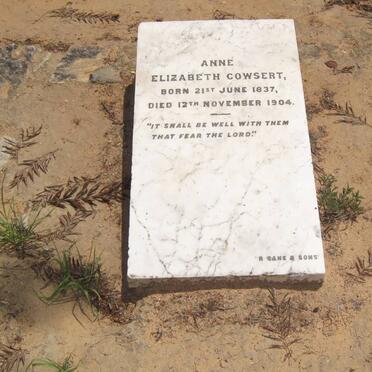 ANNE
ELIZABETH COWSERT,
BORN 21ST JUNE 1837,
DIED 12TH NOVEMBER 1904.
"IT SHALL BE WELL WITH THEM
THAT FEAR THE LORD."
R CANE & SONS